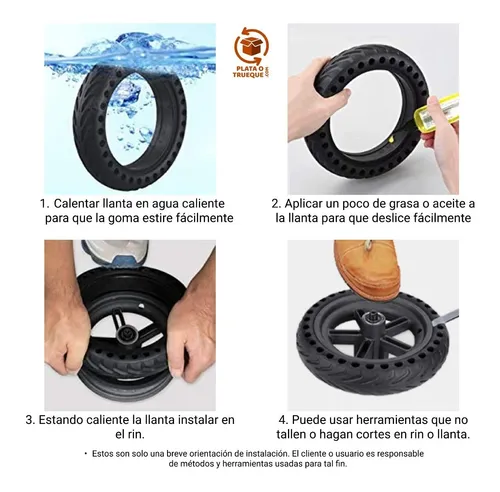 PLATA O
TRUEQUE.com
1. Calentar llanta en agua caliente
para que la goma estire fácilmente
2. Aplicar un poco de grasa o aceite a
la llanta para que deslice fácilmente
3. Estando caliente la llanta instalar en
el rin.
4. Puede usar herramientas que no
tallen o hagan cortes en rin o llanta.
• Estos son solo una breve orientación de instalación. El cliente o usuario es responsable
de métodos y herramientas usadas para tal fin.